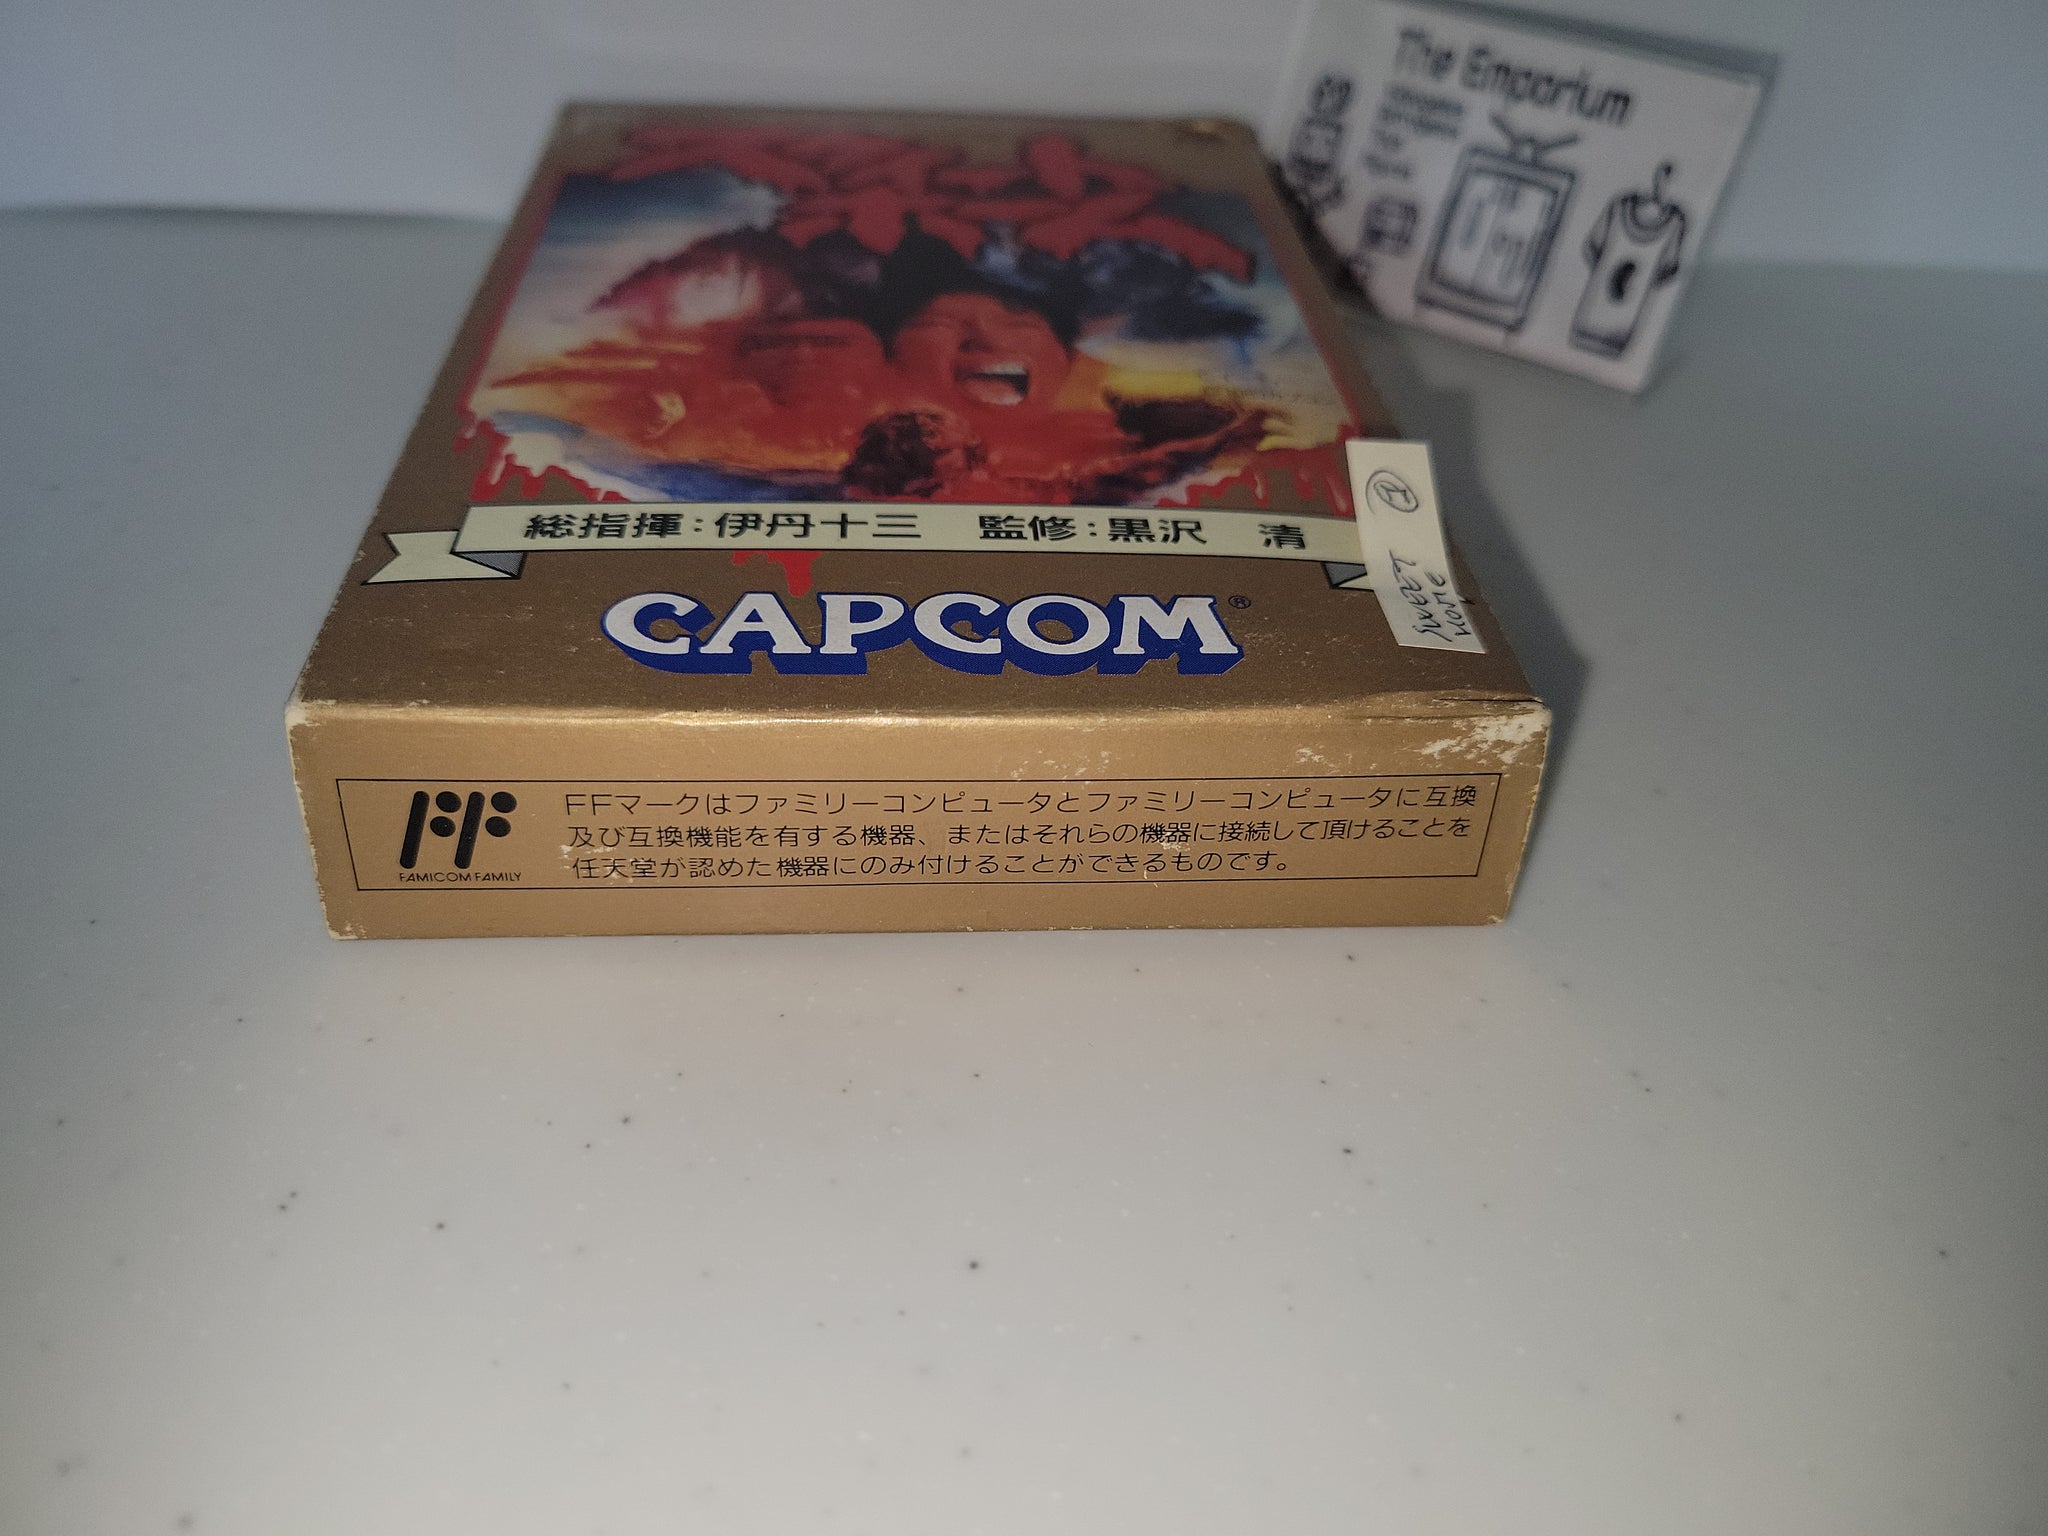 The Emporium
総指揮:伊丹十三 監修:黒沢 清
CAPCOM®
② SWEET
HOME
FFマークはファミリーコンピュータとファミリーコンピュータに互換
及び互換機能を有する機器、またはそれらの機器に接続して頂けることを
任天堂が認めた機器にのみ付けることができるものです。
FAMICOM FAMILY